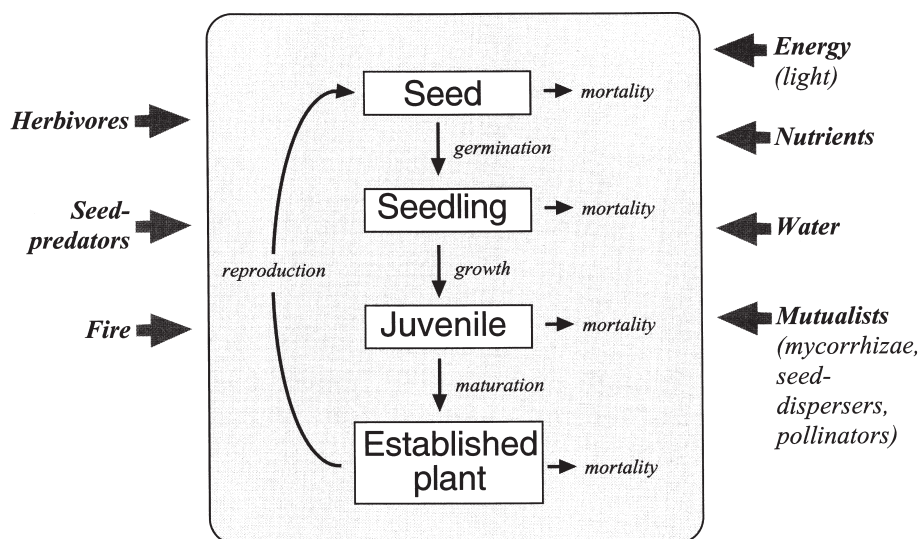 Herbivores
Seed-
predators
Fire
Seed
mortality
germination
Seedling
mortality
reproduction
growth
Juvenile
mortality
maturation
Established
plant
mortality
Energy
(light)
Nutrients
Water
Mutualists
(mycorrhizae,
seed-
dispersers,
pollinators)